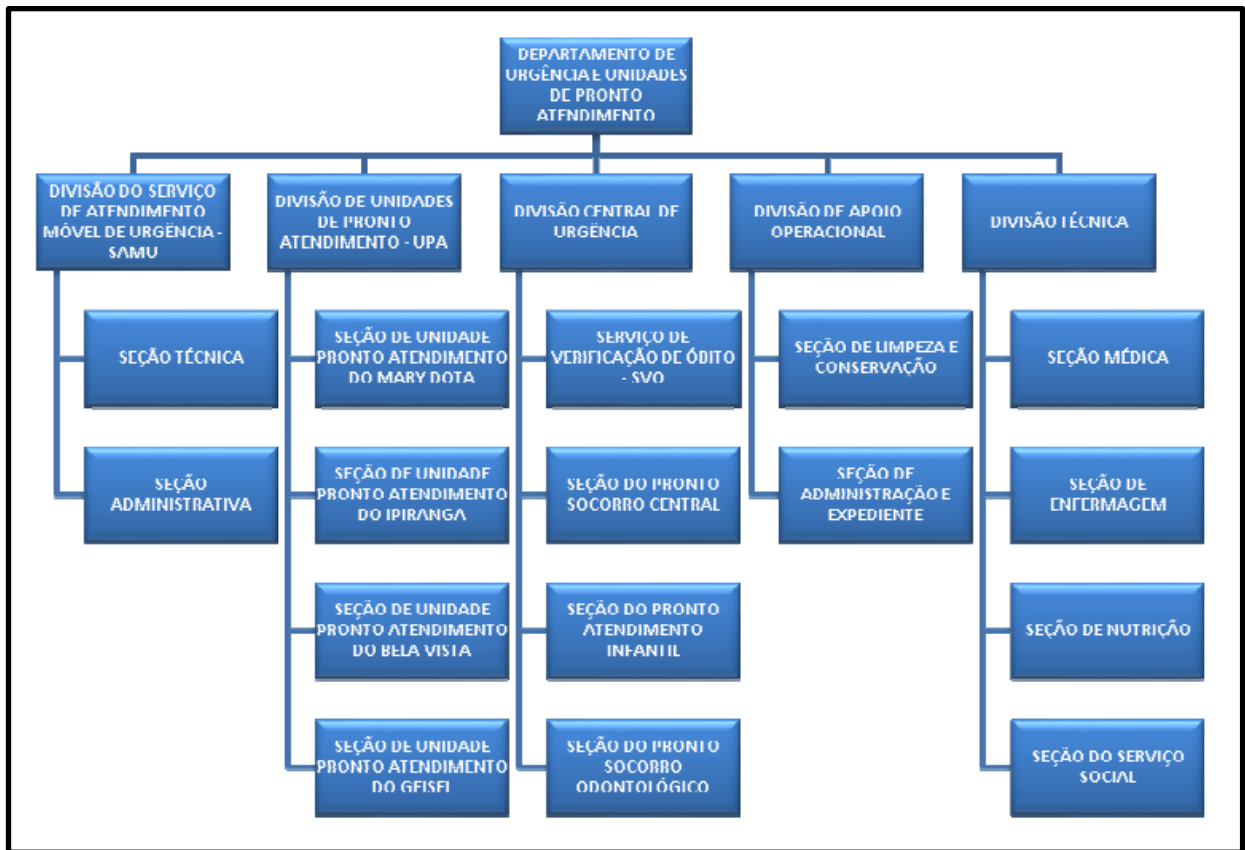 DEPARTAMENTO DE
URGÊNCIA E UNIDADES
DE PRONTO
ATENDIMENTO
DIVISÃO DO SERVIÇO
DE ATENDIMENTO
MÓVEL DE URGÊNCIA -
SAMU
SEÇÃO TÉCNICA
SEÇÃO
ADMINISTRATIVA
DIVISÃO DE UNIDADES
DE PRONTO
ATENDIMENTO - UPA
SEÇÃO DE UNIDADE
PRONTO ATENDIMENTO
DO MARY DOTA
SEÇÃO DE UNIDADE
PRONTO ATENDIMENTO
DO IPIRANGA
SEÇÃO DE UNIDADE
PRONTO ATENDIMENTO
DO BELA VISTA
SEÇÃO DE UNIDADE
PRONTO ATENDIMENTO
DO GEISEL
DIVISÃO CENTRAL DE
URGÊNCIA
SERVIÇO DE
VERIFICAÇÃO DE ÓBITO
- SVO
SEÇÃO DO PRONTO
SOCORRO CENTRAL
SEÇÃO DO PRONTO
ATENDIMENTO
INFANTIL
SEÇÃO DO PRONTO
SOCORRO
ODONTOLÓGICO
DIVISÃO DE APOIO
OPERACIONAL
SEÇÃO DE LIMPEZA E
CONSERVAÇÃO
SEÇÃO DE
ADMINISTRAÇÃO E
EXPEDIENTE
DIVISÃO TÉCNICA
SEÇÃO MÉDICA
SEÇÃO DE
ENFERMAGEM
SEÇÃO DE NUTRIÇÃO
SEÇÃO DO SERVIÇO
SOCIAL